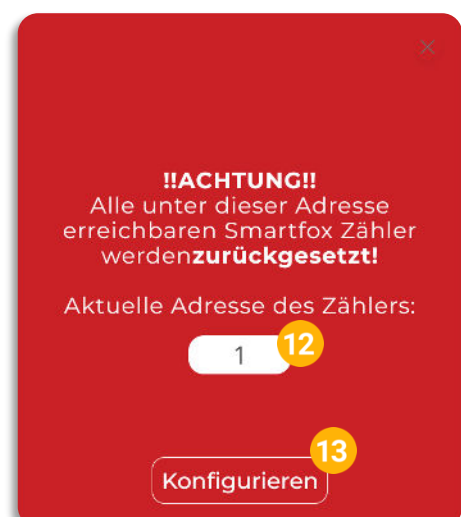 !!ACHTUNG!!
Alle unter dieser Adresse
erreichbaren Smartfox Zähler
werdenzurückgesetzt!
Aktuelle Adresse des Zählers:
1
12
13
Konfigurieren